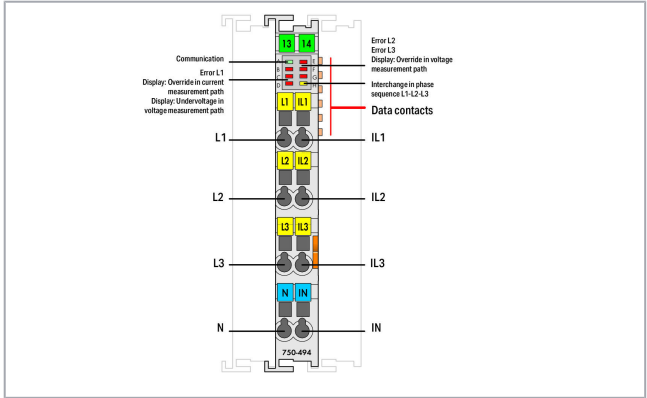 13 14
Communication
Error L1
Display: Override in current
measurement path
Display: Undervoltage in
voltage measurement path
A
B
C
D
E
F
G
H
Error L2
Error L3
Display: Override in voltage
measurement path
Interchange in phase
sequence L1-L2-L3
Data contacts
L1 IL1
L1
IL1
L2 IL2
L2
IL2
L3 IL3
L3
IL3
N IN
N
IN
750-494